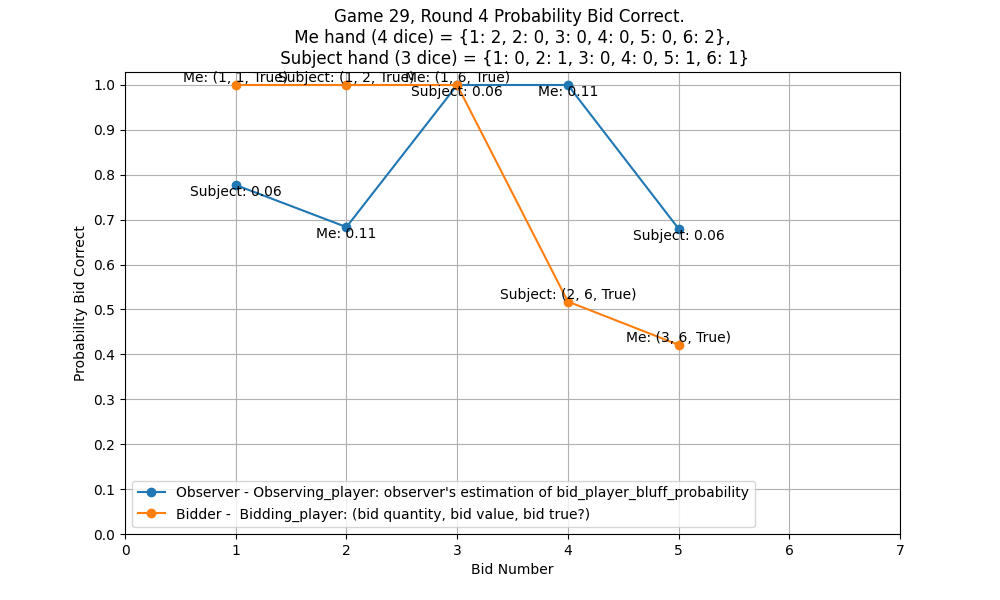 Game 29, Round 4 Probability Bid Correct.
Me hand (4 dice) = {1: 2, 2: 0, 3: 0, 4: 0, 5: 0, 6: 2},
Subject hand (3 dice) = {1: 0, 2: 1, 3: 0, 4: 0, 5: 1, 6: 1}
Me: (1, 1, True)
Subject: (1, 2, True)
Me: (1, 6, True)
Subject: 0.06
Me: 0.11
Subject: 0.06
Me: 0.11
Subject: 0.06
Subject: (2, 6, True)
Me: (3, 6, True)
Probability Bid Correct
1.0
0.9
0.8
0.7
0.6
0.5
0.4
0.3
0.2
0.1
0.0
Observer - Observing_player: observer's estimation of bid_player_bluff_probability
Bidder -  Bidding_player: (bid quantity, bid value, bid true?)
0 1 2 3 4 5 6 7
Bid Number